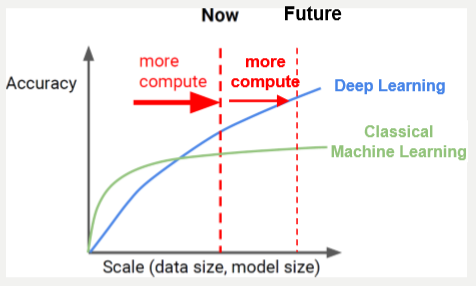 Now
Future
more
compute
more
compute
Accuracy
Deep Learning
Classical
Machine Learning
Scale (data size, model size)